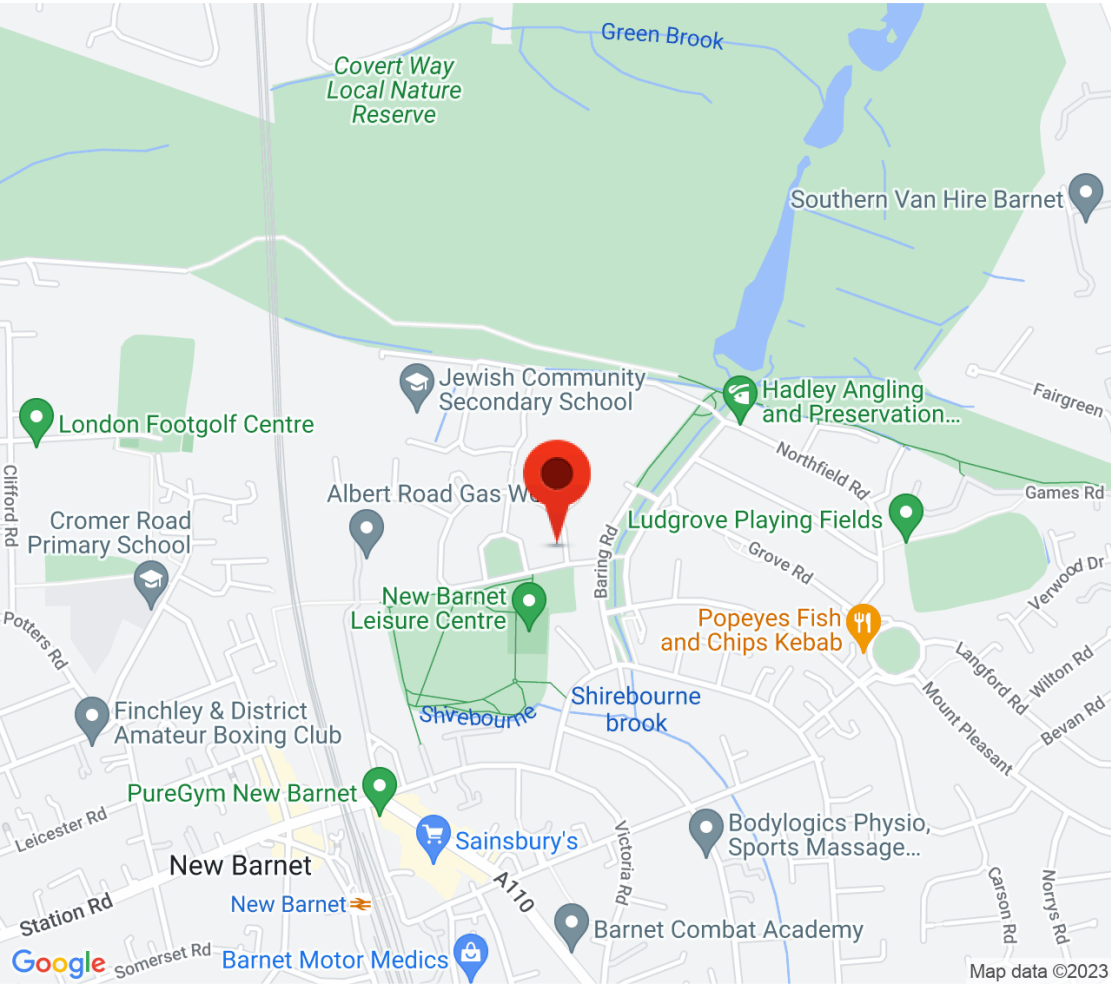 Green Brook
Covert Way
Local Nature
Reserve
Southern Van Hire Barnet
Jewish Community
Secondary School
Hadley Angling
and Preservation...
Fairgreen
London Footgolf Centre
Clifford Rd
Northfield Rd
Games Rd
Albert Road Gas
Cromer Road
Primary School
Ludgrove Playing Fields
Baring Rd
Grove Rd
Verwood Dr
New Barnet
Leisure Centre
Popeyes Fish
and Chips Kebab
Potters Rd
Langford Rd
Wilton Rd
Bevan Rd
Mount Pleasant
Shirebourne
Shirebourne
brook
Finchley & District
Amateur Boxing Club
PureGym New Barnet
Leicester Rd
Sainsbury's
Victoria Rd
Bodylogics Physio,
Sports Massage...
New Barnet
New Barnet
A110
Carson Rd
Norrys Rd
Station Rd
Barnet Combat Academy
Google
Somerset Rd
Barnet Motor Medics
Map data ©2023